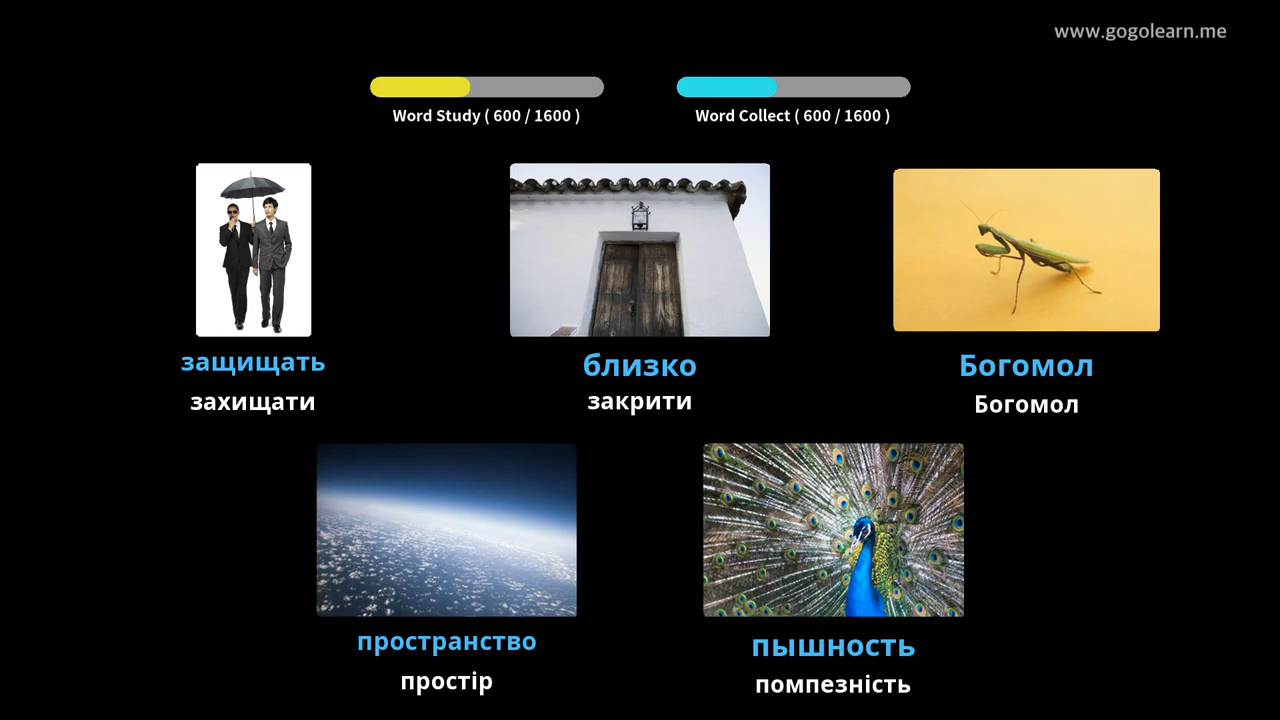 www.gogolearn.me
Word Study ( 600 / 1600 )
Word Collect ( 600 / 1600 )
защищать
захищати
близко
закрити
Богомол
Богомол
пространство
простір
пышность
помпезність